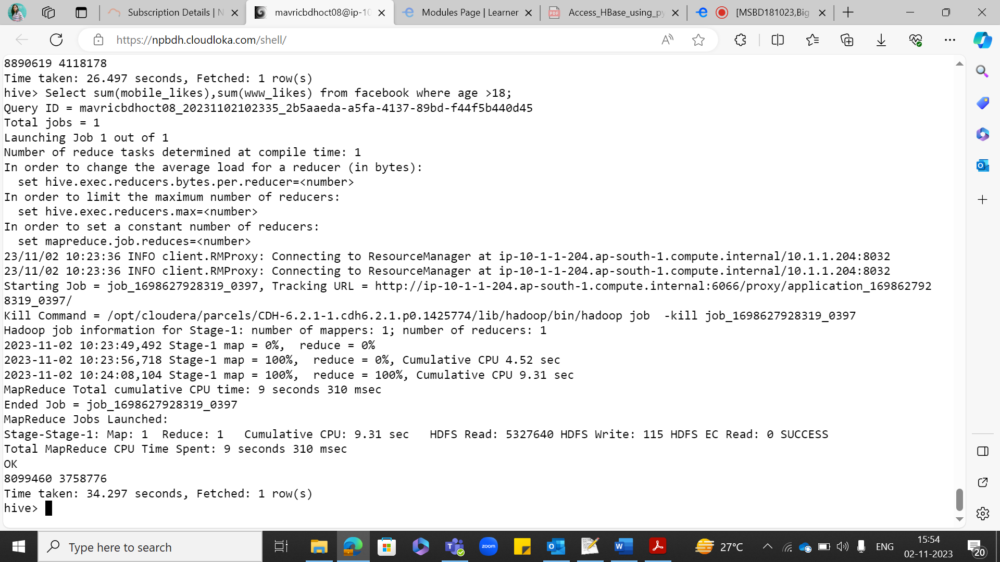 Subscription Details | N
mavricbdhoct08@ip-10
Modules Page | Learner
Access_HBase_using_py
[MSBD181023,Big
https://npbdh.cloudloka.com/shell/
8890619 4118178
Time taken: 26.497 seconds, Fetched: 1 row(s)
hive> Select sum(mobile_likes),sum(www_likes) from facebook where age >18;
Query ID = mavricbdhoct08_20231102102335_2b5aaeda-a5fa-4137-89bd-f44f5b440d45
Total jobs = 1
Launching Job 1 out of 1
Number of reduce tasks determined at compile time: 1
In order to change the average load for a reducer (in bytes):
  set hive.exec.reducers.bytes.per.reducer=<number>
In order to limit the maximum number of reducers:
  set hive.exec.reducers.max=<number>
In order to set a constant number of reducers:
  set mapreduce.job.reduces=<number>
23/11/02 10:23:36 INFO client.RMProxy: Connecting to ResourceManager at ip-10-1-1-204.ap-south-1.compute.internal/10.1.1.204:8032
23/11/02 10:23:36 INFO client.RMProxy: Connecting to ResourceManager at ip-10-1-1-204.ap-south-1.compute.internal/10.1.1.204:8032
Starting Job = job_1698627928319_0397, Tracking URL = http://ip-10-1-1-204.ap-south-1.compute.internal:6066/proxy/application_169862792
8319_0397/
Kill Command = /opt/cloudera/parcels/CDH-6.2.1-1.cdh6.2.1.p0.1425774/lib/hadoop/bin/hadoop job  -kill job_1698627928319_0397
Hadoop job information for Stage-1: number of mappers: 1; number of reducers: 1
2023-11-02 10:23:49,492 Stage-1 map = 0%,  reduce = 0%
2023-11-02 10:23:56,718 Stage-1 map = 100%,  reduce = 0%, Cumulative CPU 4.52 sec
2023-11-02 10:24:08,104 Stage-1 map = 100%,  reduce = 100%, Cumulative CPU 9.31 sec
MapReduce Total cumulative CPU time: 9 seconds 310 msec
Ended Job = job_1698627928319_0397
MapReduce Jobs Launched:
Stage-Stage-1: Map: 1  Reduce: 1   Cumulative CPU: 9.31 sec   HDFS Read: 5327640 HDFS Write: 115 HDFS EC Read: 0 SUCCESS
Total MapReduce CPU Time Spent: 9 seconds 310 msec
OK
8099460 3758776
Time taken: 34.297 seconds, Fetched: 1 row(s)
hive>
Type here to search
zoom
27°C
ENG
15:54
02-11-2023
20